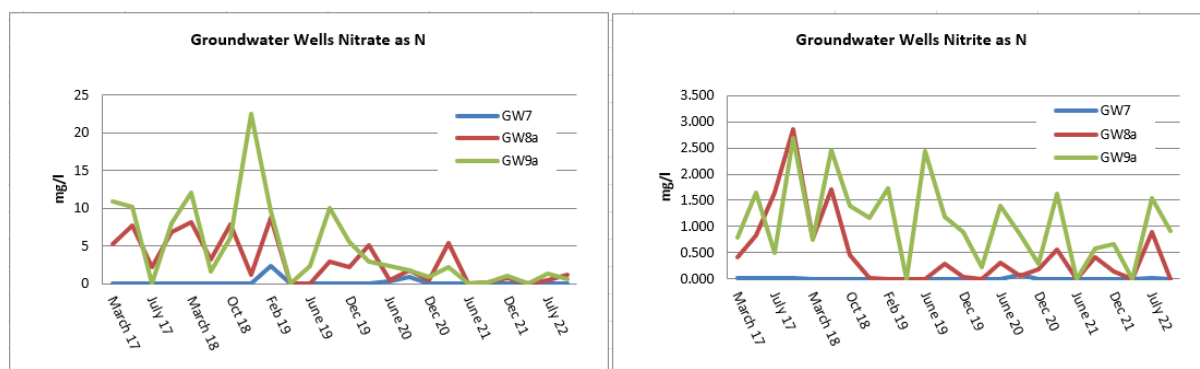 Groundwater Wells Nitrate as N
25
20
15
10
5
0
mg/l
GW7
GW8a
GW9a
March 17
July 17
March 18
Oct 18
Feb 19
June 19
Dec 19
June 20
Dec 20
June 21
Dec 21
July 22
Groundwater Wells Nitrite as N
3.500
3.000
2.500
2.000
1.500
1.000
0.500
0.000
mg/l
GW7
GW8a
GW9a
March 17
July 17
March 18
Oct 18
Feb 19
June 19
Dec 19
June 20
Dec 20
June 21
Dec 21
July 22